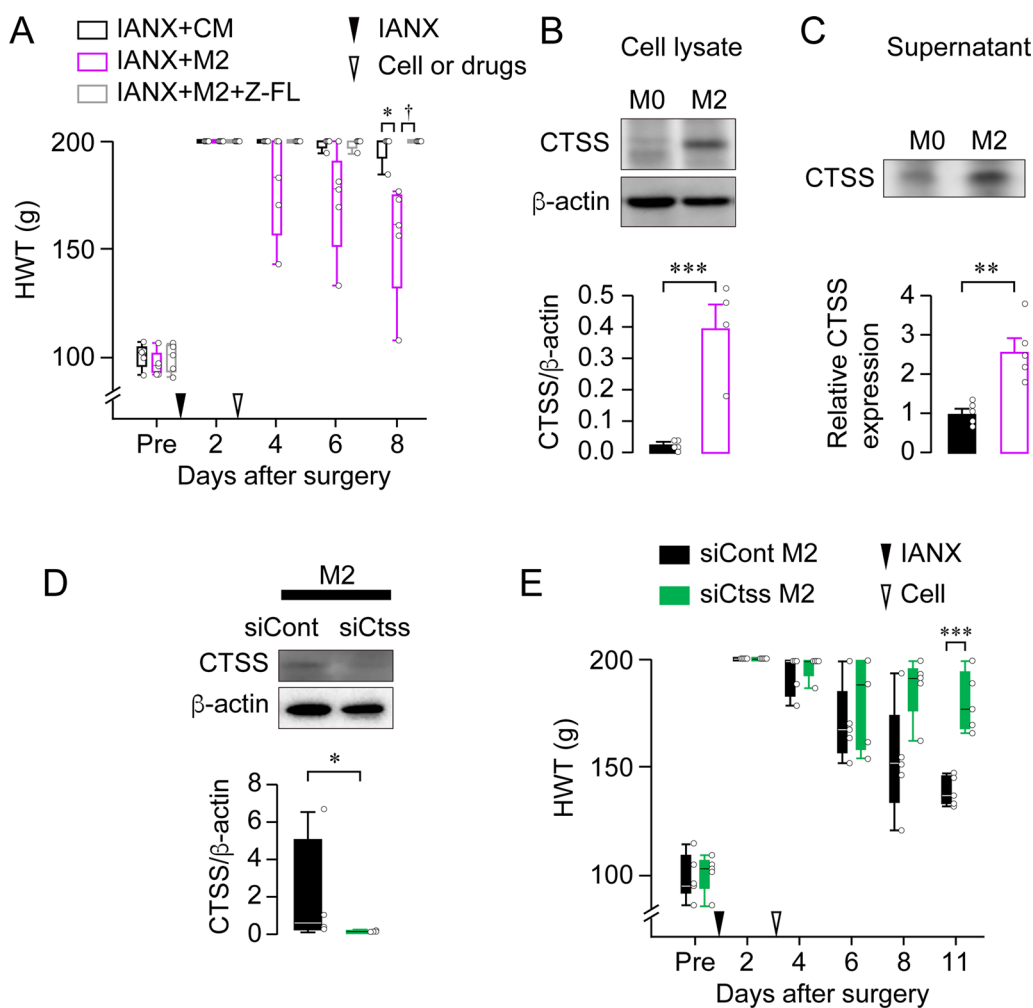 A
IANX+CM
IANX+M2
IANX+M2+Z-FL
IANX
Cell or drugs
* †
200
150
100
HWT (g)
Pre 2 4 6 8
Days after surgery
B
Cell lysate
M0 M2
CTSS
β-actin
***
0.5
0.4
0.3
0.2
0.1
0.0
CTSS/β-actin
C
Supernatant
M0 M2
CTSS
**
4
3
2
1
0
Relative CTSS
expression
D
M2
siCont siCtss
CTSS
β-actin
*
8
6
4
2
0
CTSS/β-actin
E
siCont M2
siCtss M2
IANX
Cell
***
200
150
100
HWT (g)
Pre 2 4 6 8 11
Days after surgery